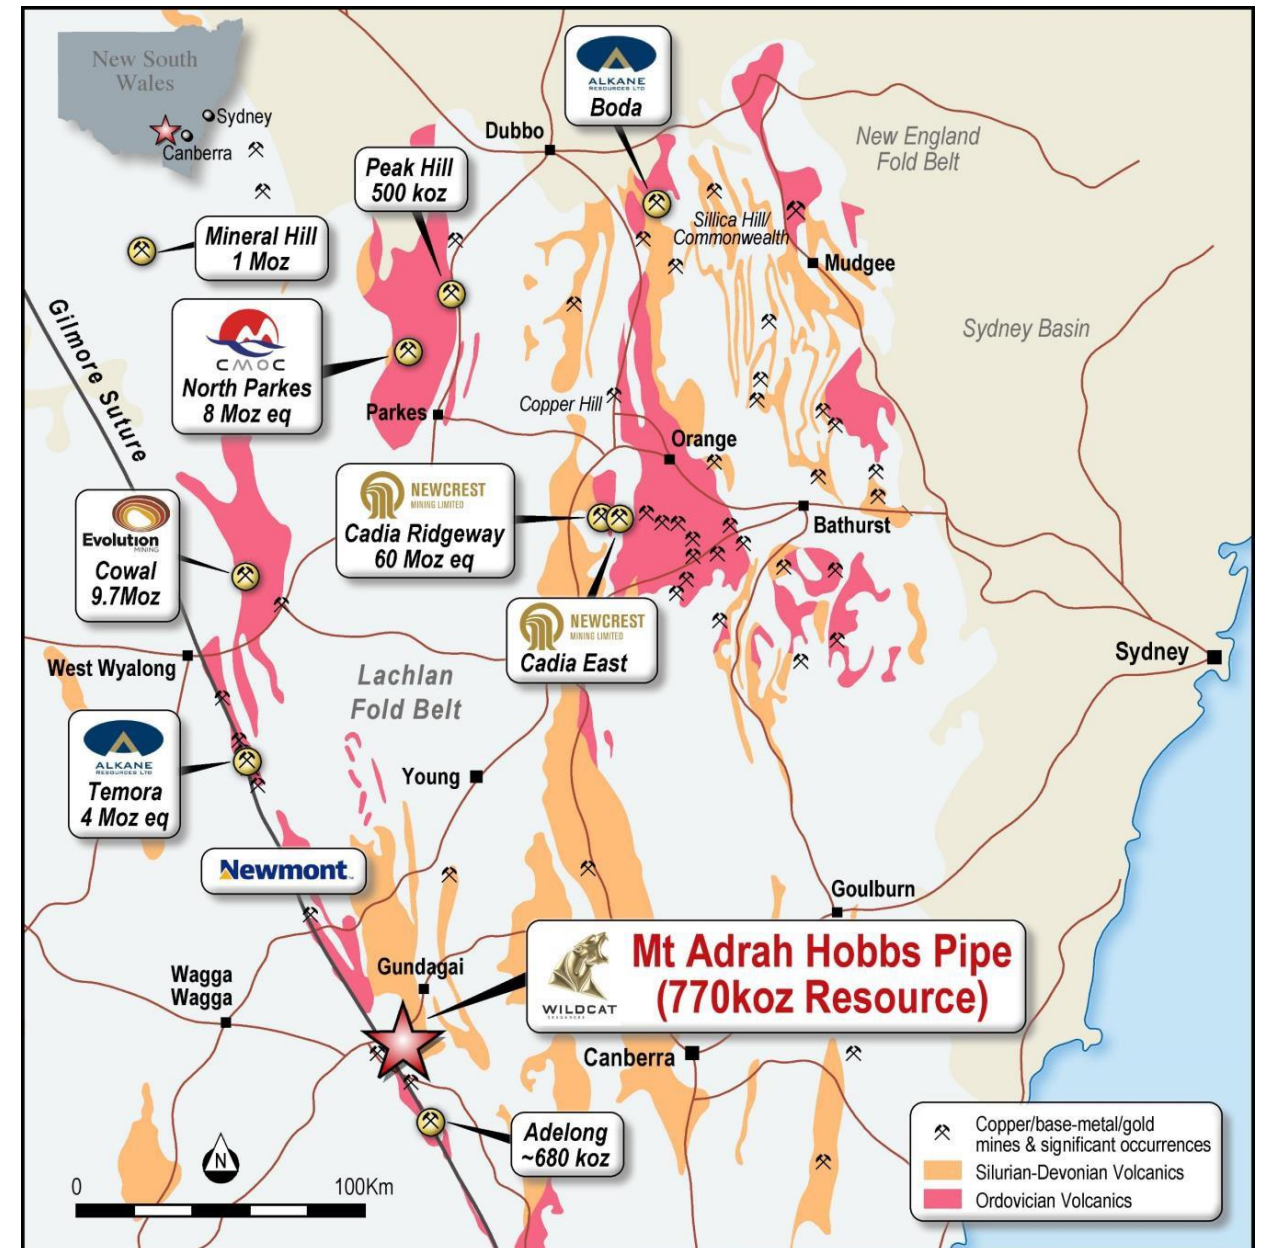 New South
Wales
Sydney
Canberra
ALKANE
RESOURCES LTD
Boda
Dubbo
New England
Fold Belt
Peak Hill
500 koz
Sillica Hill/
Commonwealth
Mineral Hill
1 Moz
Mudgee
Gilmore Suture
CMOC
North Parkes
8 Moz eq
Sydney Basin
Copper Hill
Parkes
Orange
NEWCREST
MINING LIMITED
Cadia Ridgeway
60 Moz eq
Evolution
MINING
Cowal
9.7Moz
Bathurst
NEWCREST
MINING LIMITED
Cadia East
West Wyalong
Lachlan
Fold Belt
Sydney
ALKANE
RESOURCES LTD
Temora
4 Moz eq
Young
Newmont
Goulburn
Wagga
Wagga
Gundagai
WILDCAT
Mt Adrah Hobbs Pipe
(770koz Resource)
Canberra
Adelong
~680 koz
N
0 100Km
Copper/base-metal/gold
mines & significant occurrences
Silurian-Devonian Volcanics
Ordovician Volcanics